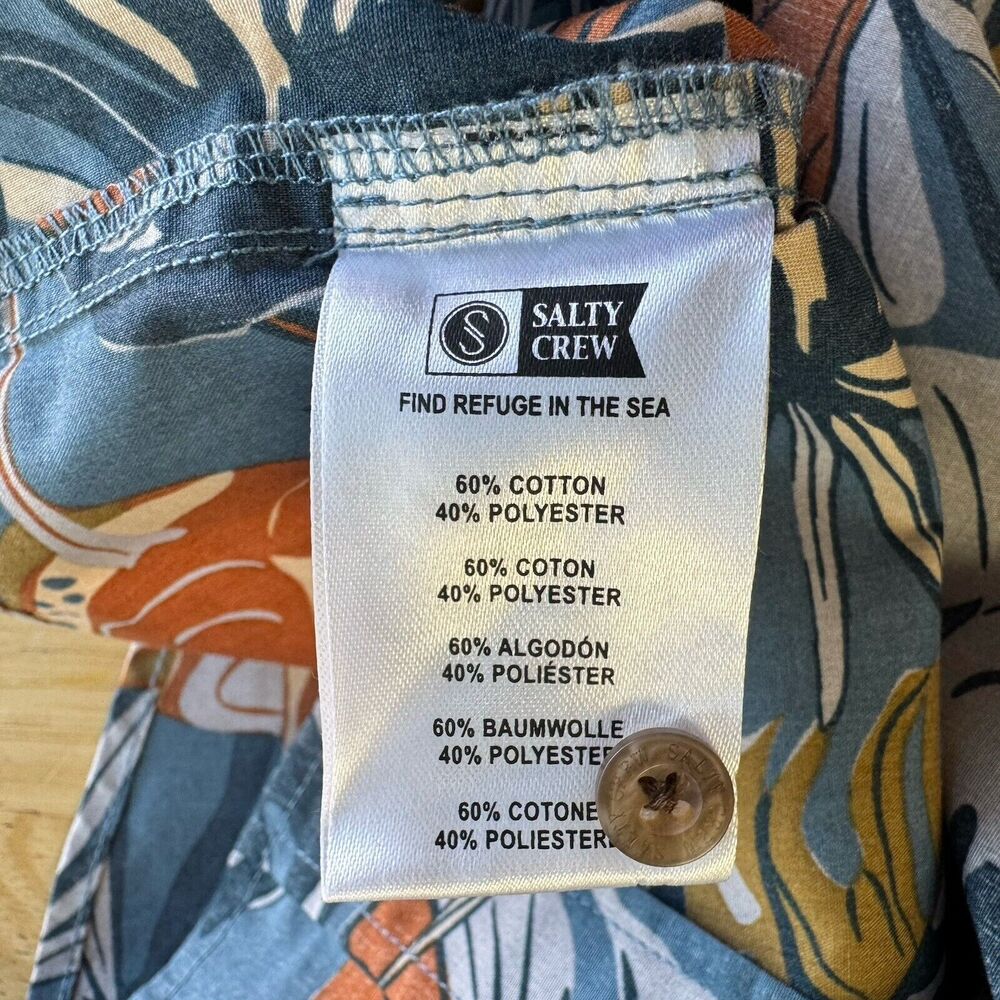 S
SALTY
CREW
FIND REFUGE IN THE SEA
60% COTTON
40% POLYESTER
60% COTON
40% POLYESTER
60% ALGODÓN
40% POLIÉSTER
60% BAUMWOLLE
40% POLYESTER
60% COTONE
40% POLIESTERE